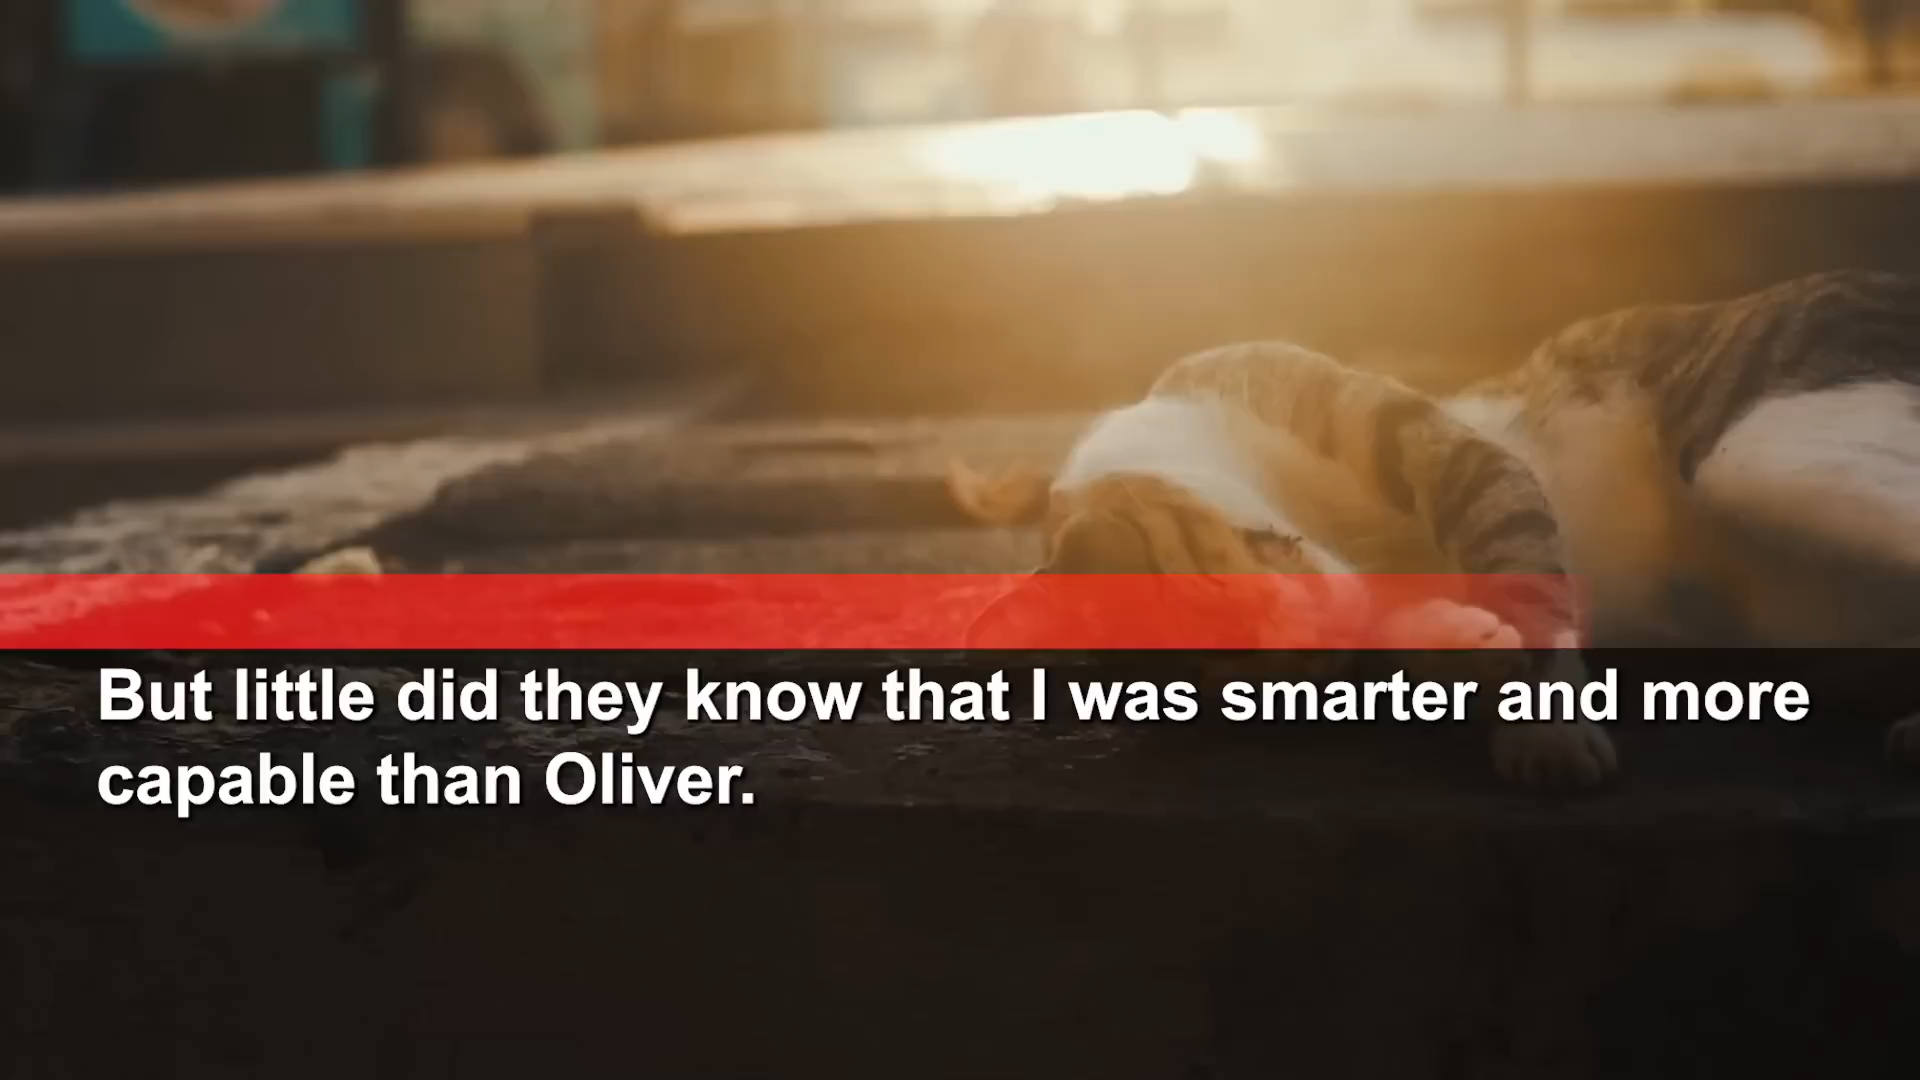 But little did they know that I was smarter and more
capable than Oliver.